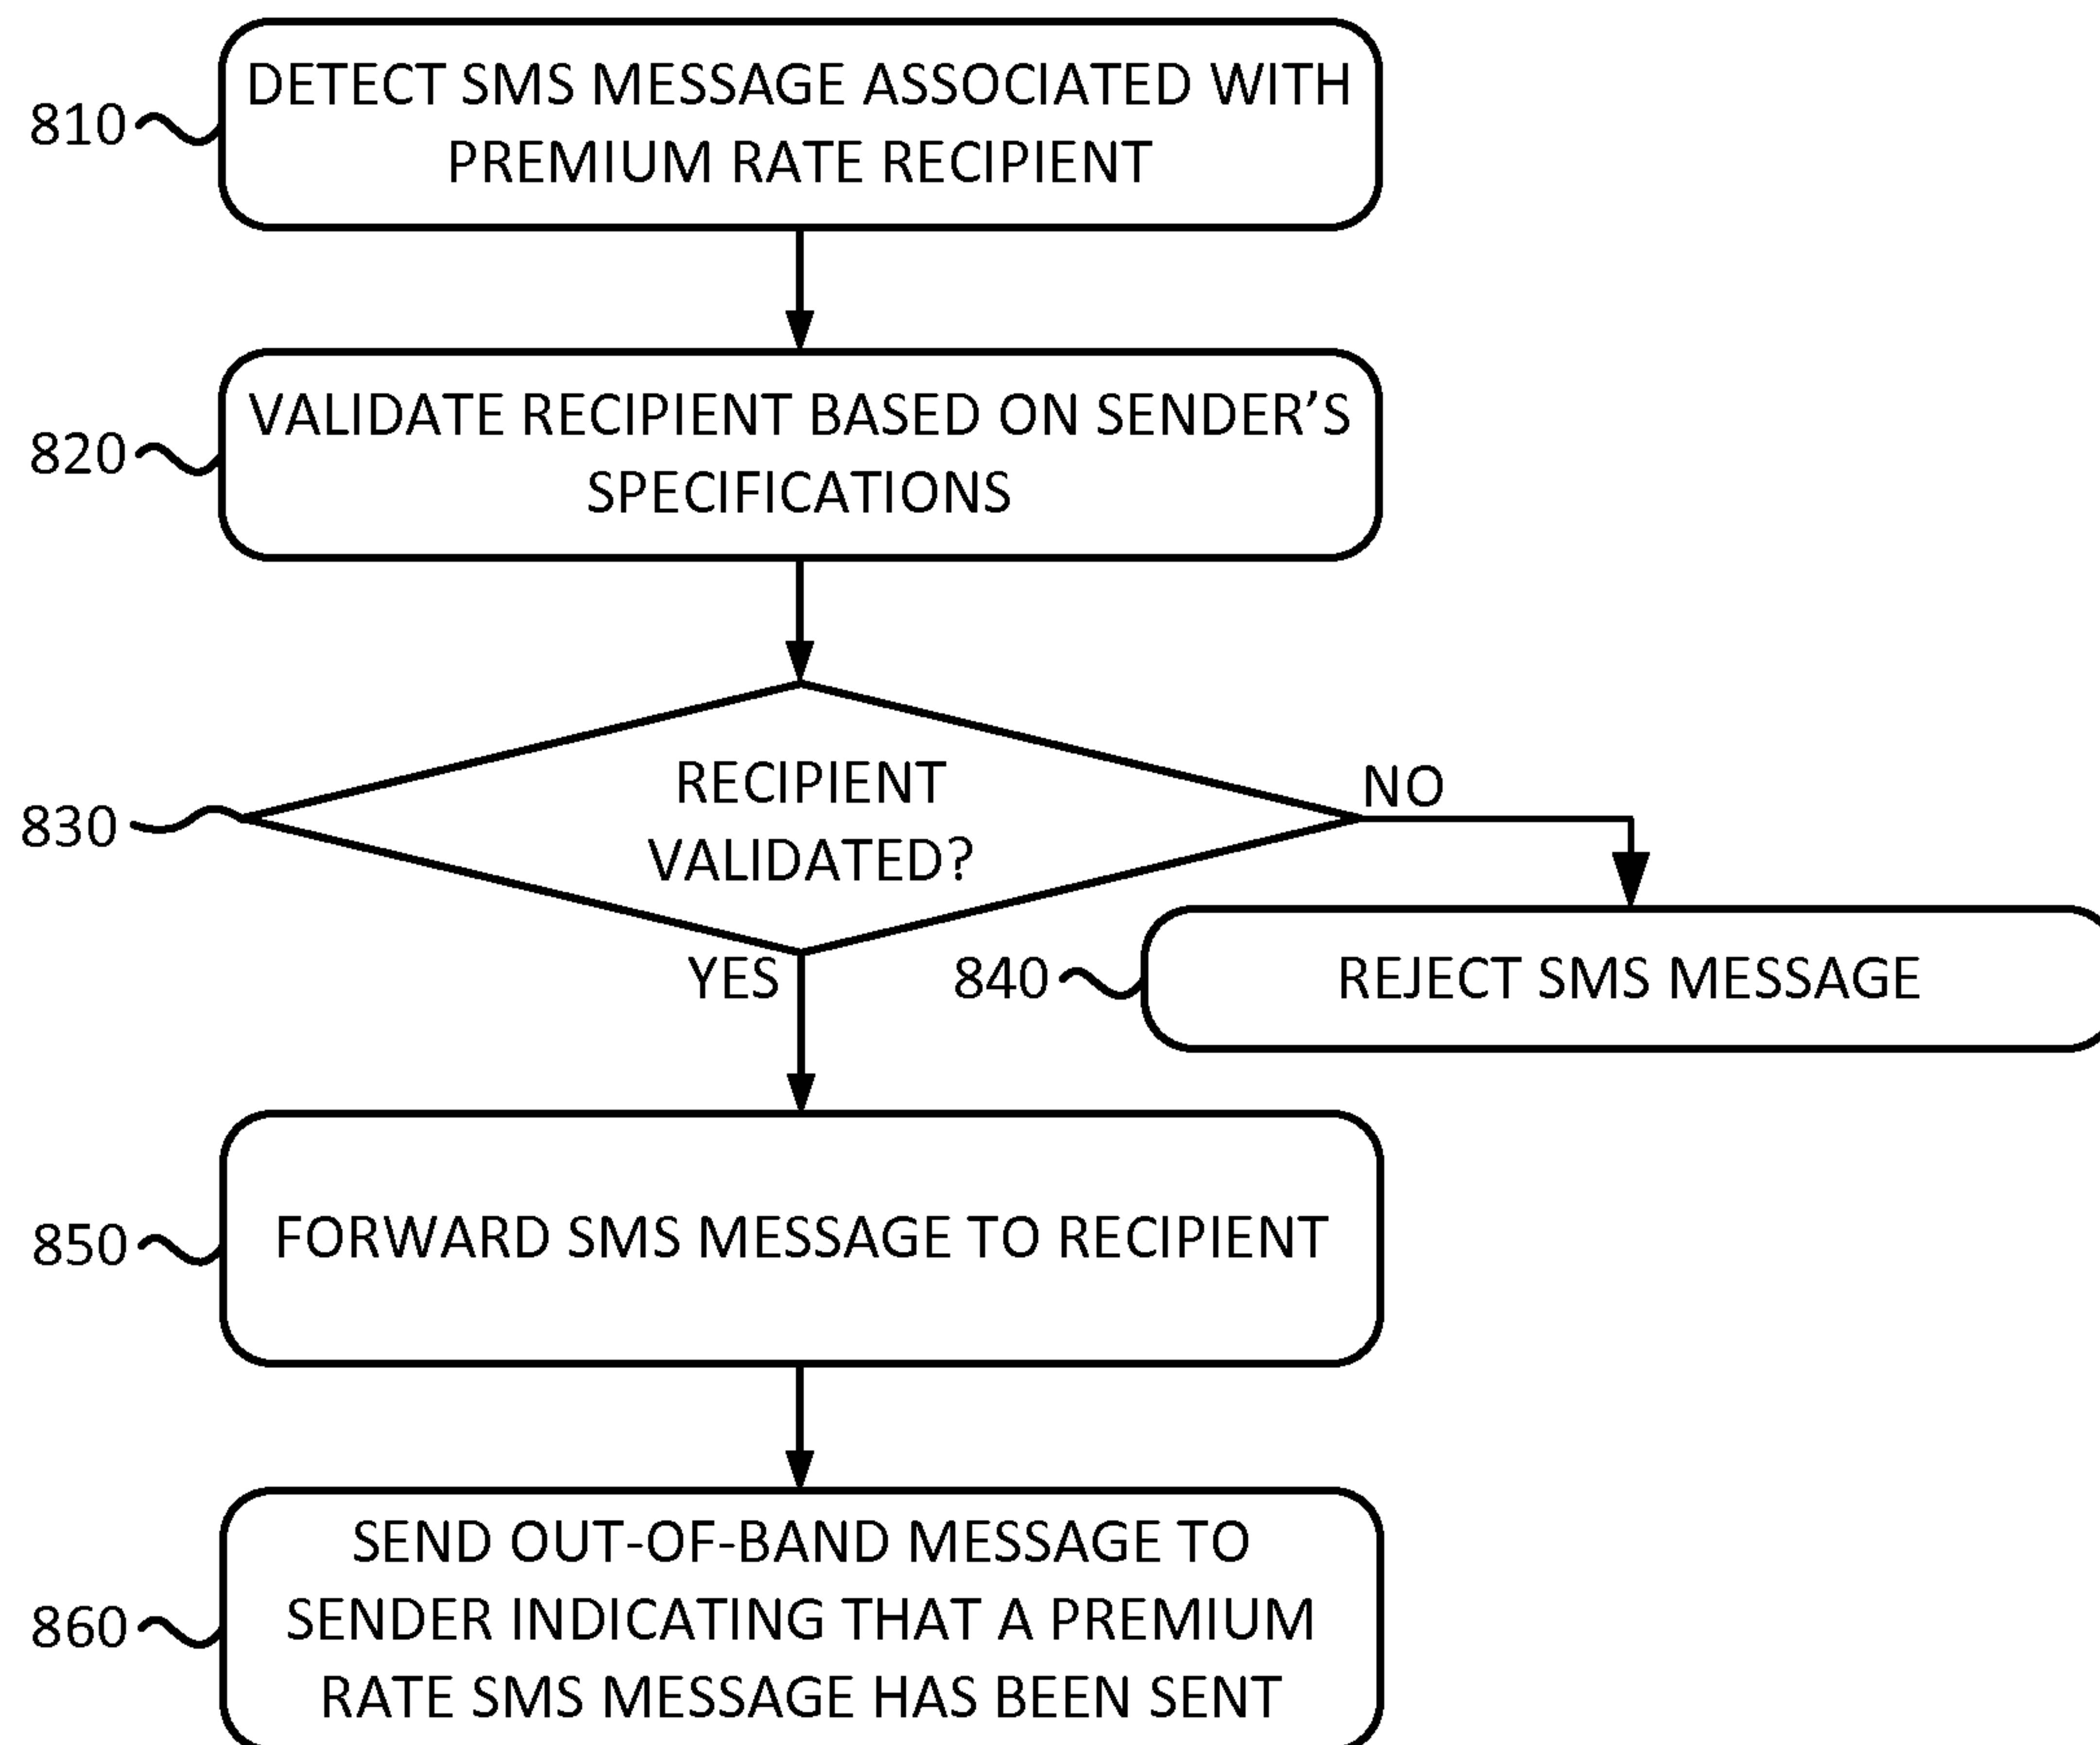 810
DETECT SMS MESSAGE ASSOCIATED WITH
PREMIUM RATE RECIPIENT
820
VALIDATE RECIPIENT BASED ON SENDER’S
SPECIFICATIONS
830
RECIPIENT
VALIDATED?
NO
YES
840
REJECT SMS MESSAGE
850
FORWARD SMS MESSAGE TO RECIPIENT
860
SEND OUT-OF-BAND MESSAGE TO
SENDER INDICATING THAT A PREMIUM
RATE SMS MESSAGE HAS BEEN SENT